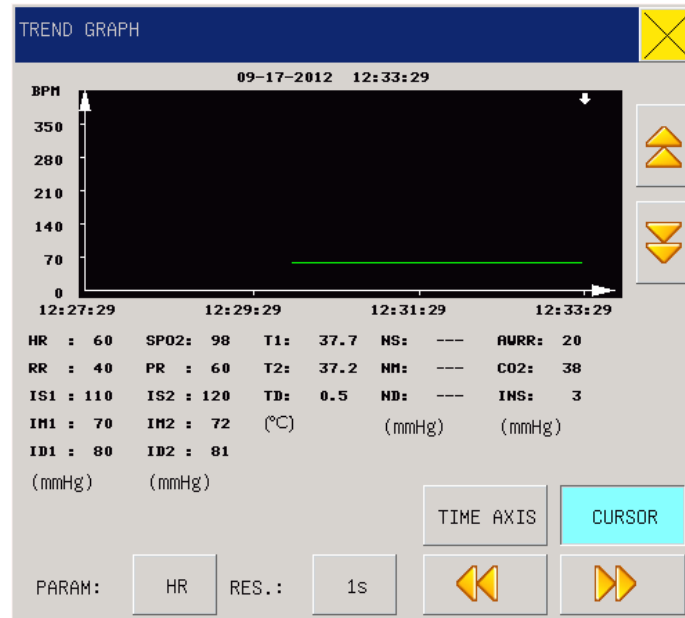 TREND GRAPH
09-17-2012 12:33:29
BPM
350
280
210
140
70
0
12:27:29 12:29:29 12:31:29 12:33:29
HR : 60 SPO2: 98 T1: 37.7 NS: --- AWRR: 20
RR : 40 PR : 60 T2: 37.2 NM: --- CO2: 38
IS1 : 110 IS2 : 120 TD: 0.5 ND: --- INS: 3
IM1 : 70 IM2 : 72 (°C) (mmHg) (mmHg)
ID1 : 80 ID2 : 81
(mmHg) (mmHg)
TIME AXIS CURSOR
PARAM: HR RES.: 1s